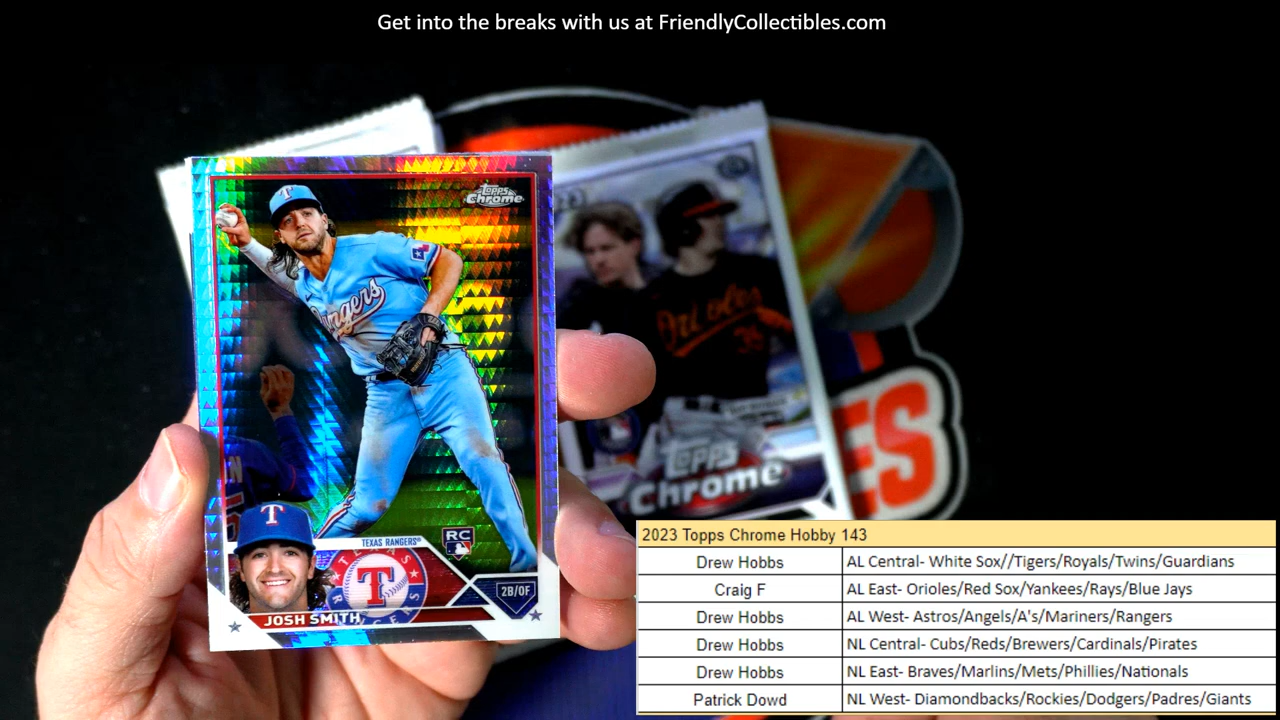 Get into the breaks with us at FriendlyCollectibles.com
Topps
Chrome
Rangers
Orioles
TEXAS RANGERS®
RC
2B/OF
JOSH SMITH
Topps
Chrome
ES
2023 Topps Chrome Hobby 143
Drew Hobbs AL Central- White Sox//Tigers/Royals/Twins/Guardians
Craig F AL East- Orioles/Red Sox/Yankees/Rays/Blue Jays
Drew Hobbs AL West- Astros/Angels/A's/Mariners/Rangers
Drew Hobbs NL Central- Cubs/Reds/Brewers/Cardinals/Pirates
Drew Hobbs NL East- Braves/Marlins/Mets/Phillies/Nationals
Patrick Dowd NL West- Diamondbacks/Rockies/Dodgers/Padres/Giants